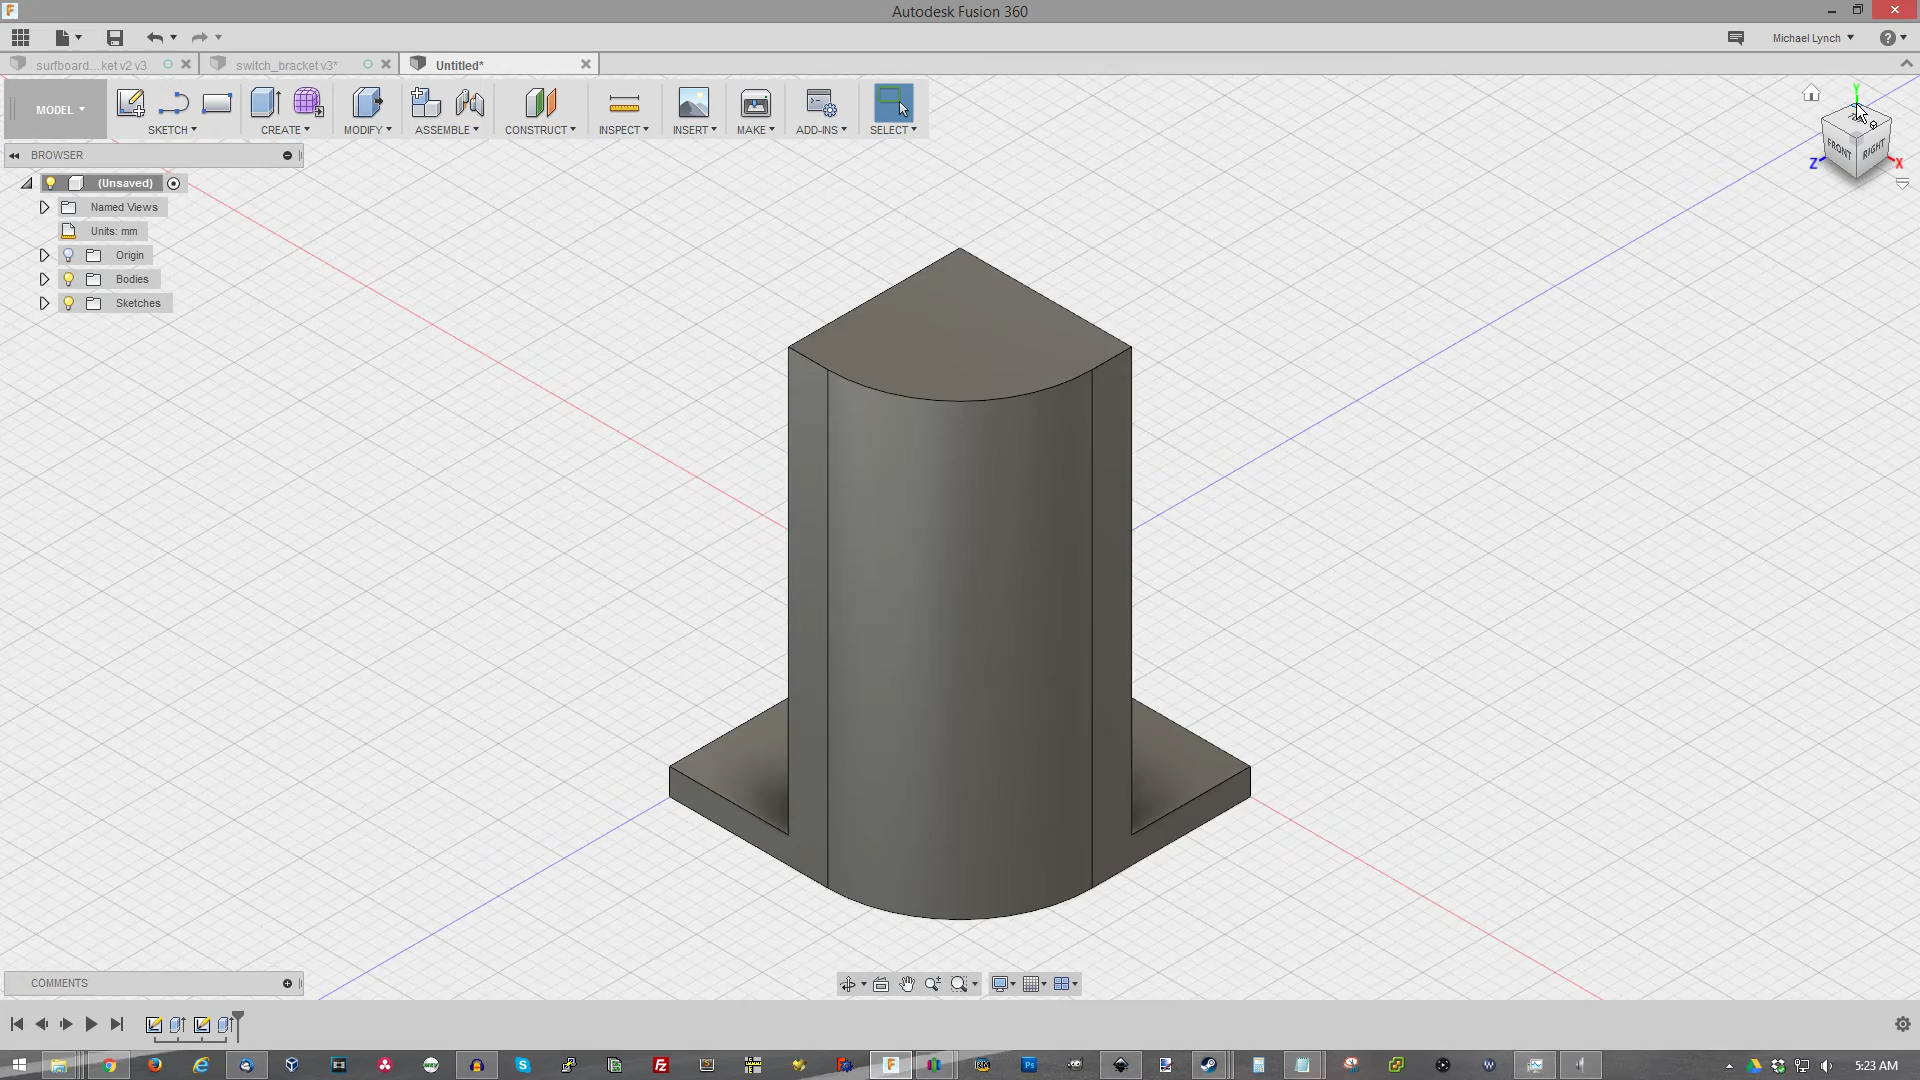 Autodesk Fusion 360
Michael Lynch
surfboard...ket v2 v3
switch_bracket v3*
Untitled*
MODEL
SKETCH
CREATE
MODIFY
ASSEMBLE
CONSTRUCT
INSPECT
INSERT
MAKE
ADD-INS
SELECT
Y
FRONT
RIGHT
Z
X
BROWSER
(Unsaved)
Named Views
Units: mm
Origin
Bodies
Sketches
COMMENTS
5:23 AM